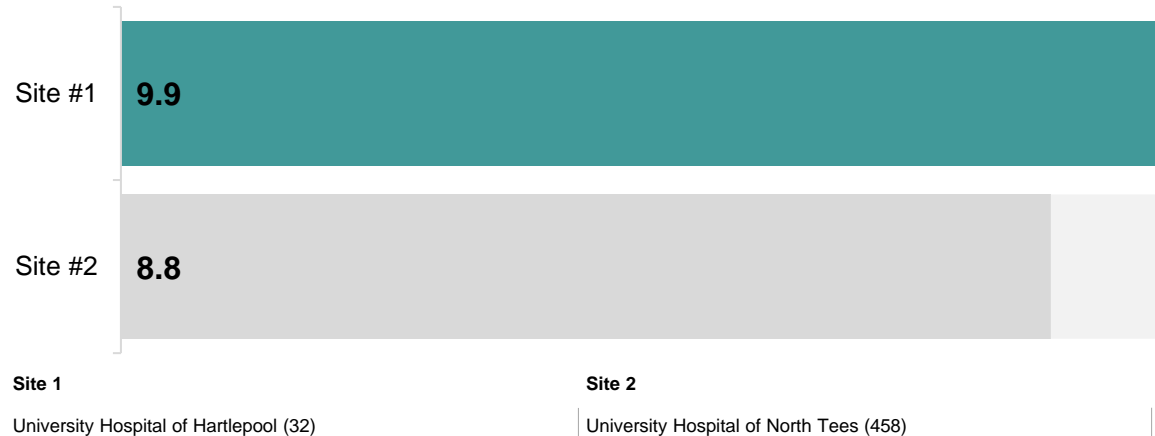 Site #1 9.9
Site #2 8.8
Site 1 Site 2
University Hospital of Hartlepool (32) University Hospital of North Tees (458)